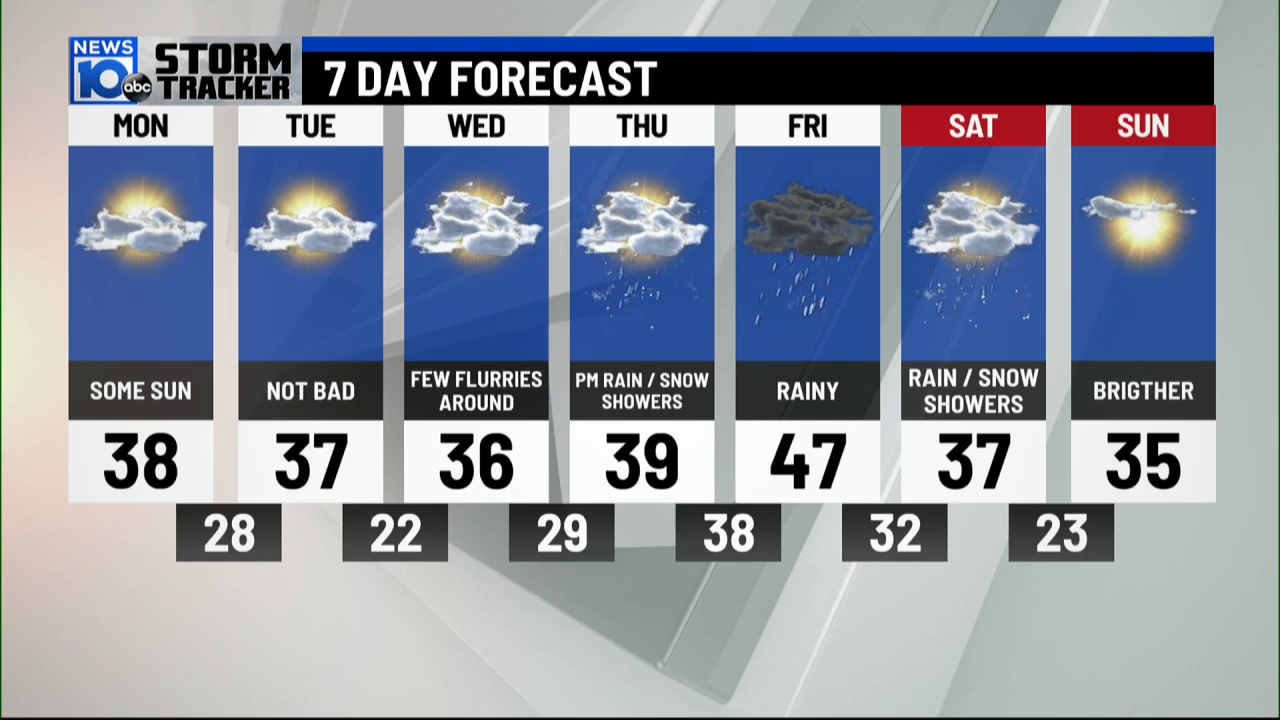 NEWS
10
abc
STORM
TRACKER
7 DAY FORECAST
MON
TUE
WED
THU
FRI
SAT
SUN
SOME SUN
NOT BAD
FEW FLURRIES
AROUND
PM RAIN / SNOW
SHOWERS
RAINY
RAIN / SNOW
SHOWERS
BRIGTHER
38
37
36
39
47
37
35
28
22
29
38
32
23